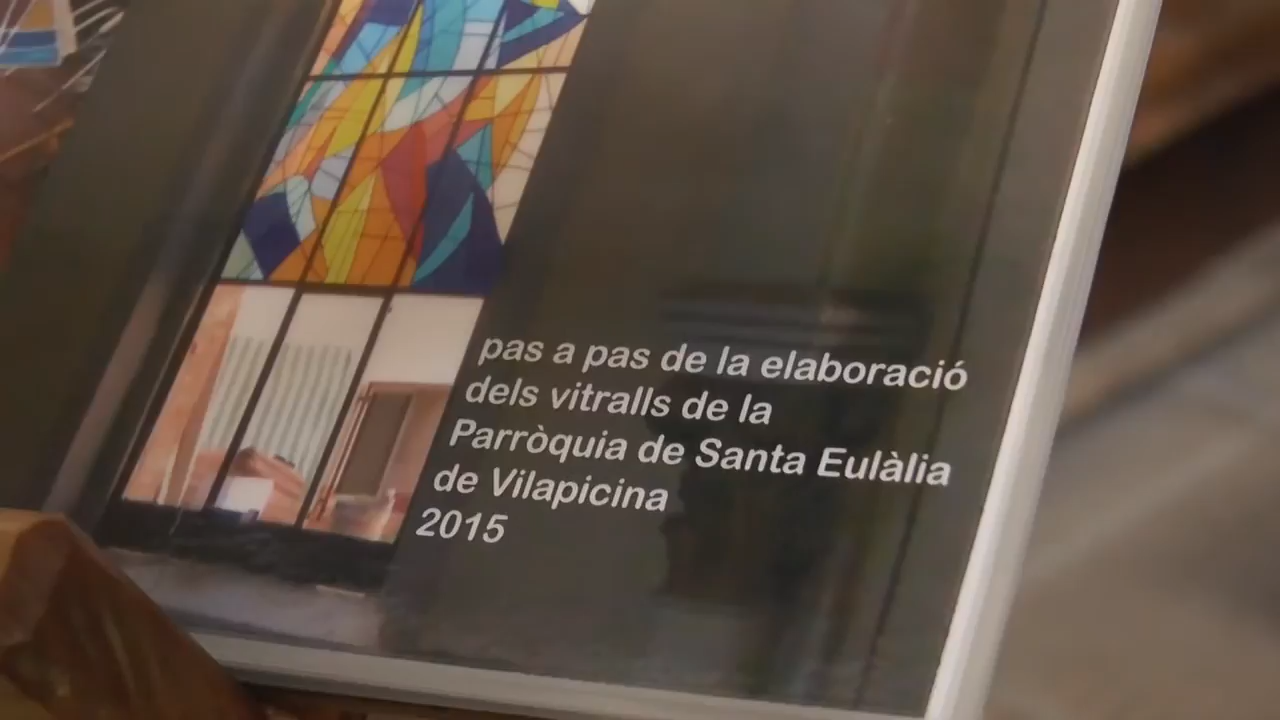 pas a pas de la elaboració
dels vitralls de la
Parròquia de Santa Eulàlia
de Vilapicina
2015